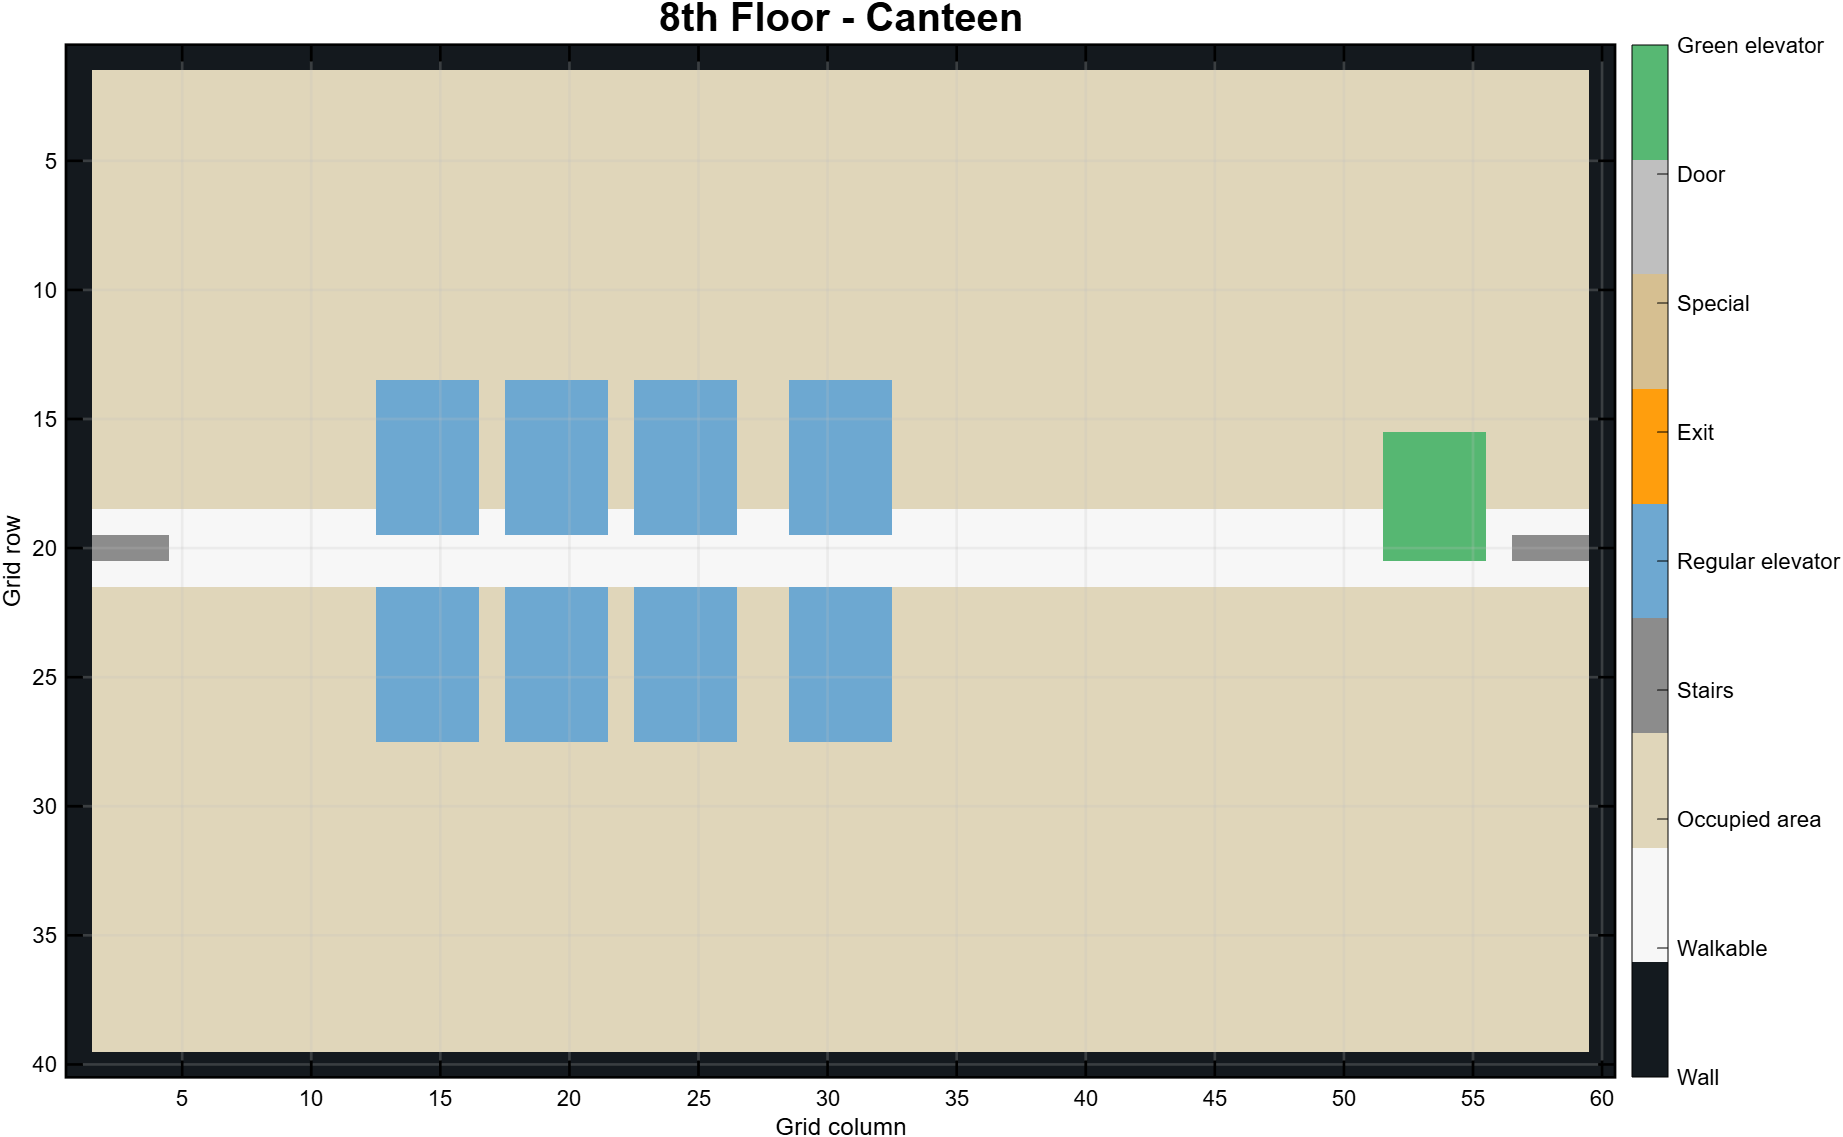 8th Floor - Canteen
Green elevator
Door
Special
Exit
Regular elevator
Stairs
Occupied area
Walkable
Wall
Grid row
5
10
15
20
25
30
35
40
5 10 15 20 25 30 35 40 45 50 55 60
Grid column